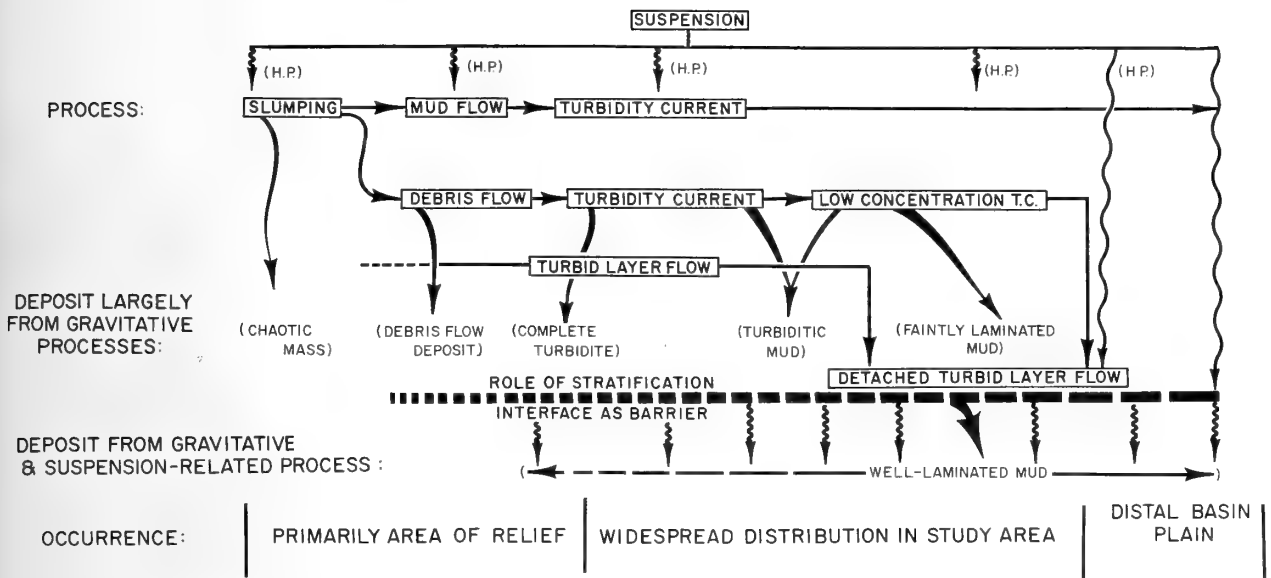 SUSPENSION
(H.P.) (H.P.) (H.P.) (H.P.) (H.P.)
PROCESS: SLUMPING MUD FLOW TURBIDITY CURRENT
DEBRIS FLOW TURBIDITY CURRENT LOW CONCENTRATION T.C.
TURBID LAYER FLOW
DEPOSIT LARGELY
FROM GRAVITATIVE
PROCESSES:
(CHAOTIC
MASS)
(DEBRIS FLOW
DEPOSIT)
(COMPLETE
TURBIDITE)
(TURBIDITIC
MUD)
(FAINTLY LAMINATED
MUD)
DETACHED TURBID LAYER FLOW
ROLE OF STRATIFICATION
INTERFACE AS BARRIER
DEPOSIT FROM GRAVITATIVE
& SUSPENSION-RELATED PROCESS:
( WELL-LAMINATED MUD )
OCCURRENCE: PRIMARILY AREA OF RELIEF WIDESPREAD DISTRIBUTION IN STUDY AREA
DISTAL BASIN
PLAIN